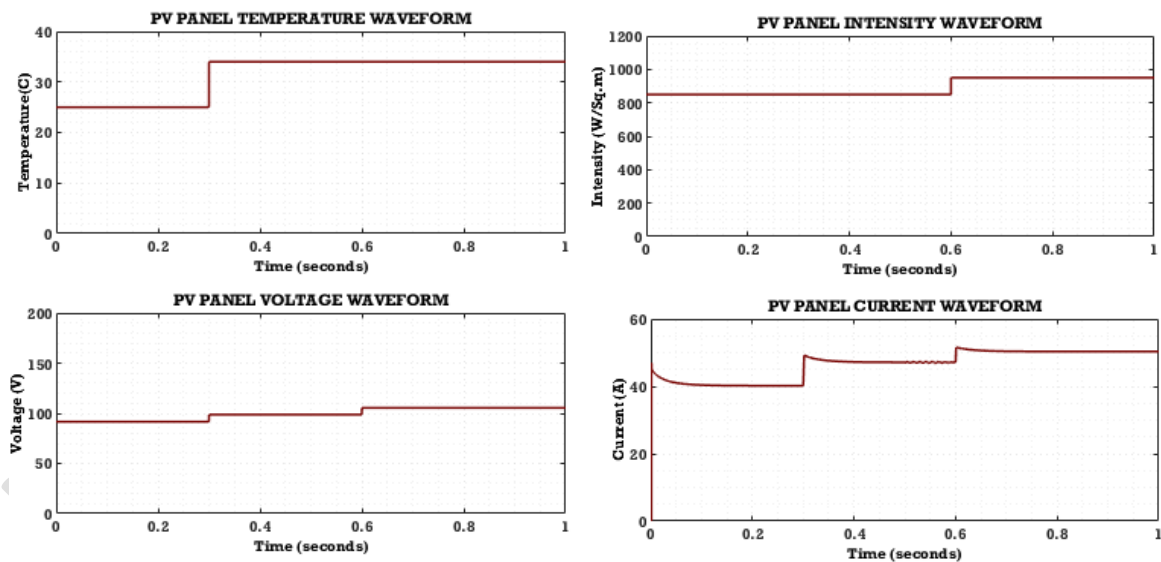 PV PANEL TEMPERATURE WAVEFORM
40
30
20
10
0
Temperature(C)
0 0.2 0.4 0.6 0.8 1
Time (seconds)
PV PANEL INTENSITY WAVEFORM
1200
1000
800
600
400
200
0
Intensity (W/Sq.m)
0 0.2 0.4 0.6 0.8 1
Time (seconds)
PV PANEL VOLTAGE WAVEFORM
200
150
100
50
0
Voltage (V)
0 0.2 0.4 0.6 0.8 1
Time (seconds)
PV PANEL CURRENT WAVEFORM
60
40
20
0
Current (A)
0 0.2 0.4 0.6 0.8 1
Time (seconds)